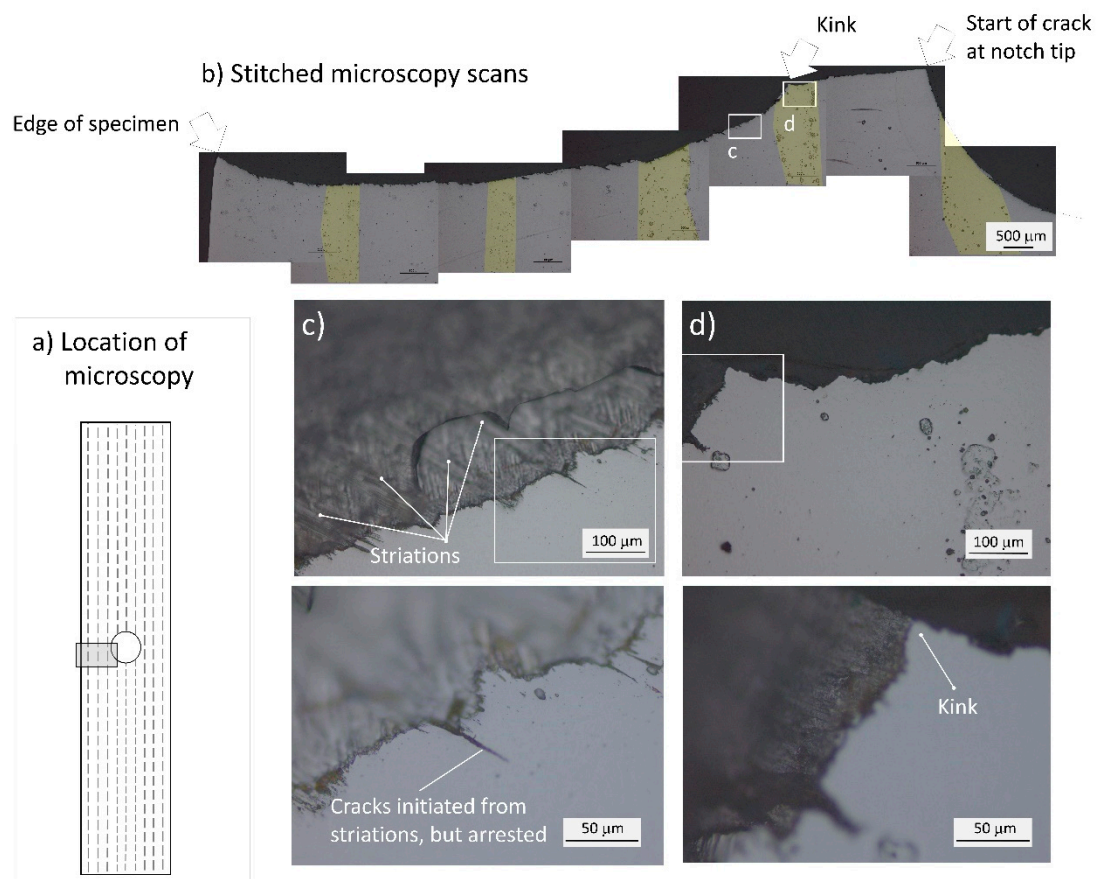 Kink
Start of crack
at notch tip
b) Stitched microscopy scans
Edge of specimen
c
d
500 µm
a) Location of
microscopy
c)
Striations
100 µm
d)
100 µm
Cracks initiated from
striations, but arrested
50 µm
Kink
50 µm